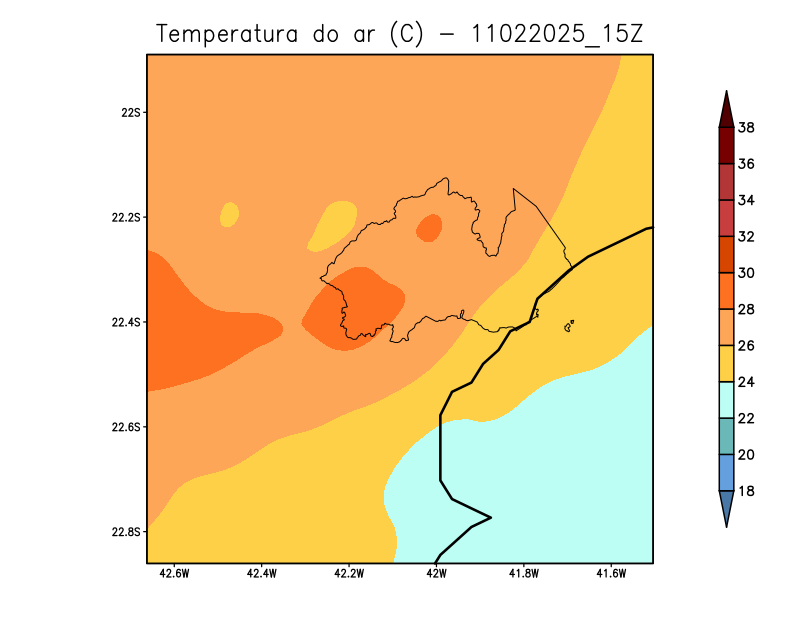 Temperatura do ar (C) - 11022025_15Z
22S
22.2S
22.4S
22.6S
22.8S
42.6W
42.4W
42.2W
42W
41.8W
41.6W
38
36
34
32
30
28
26
24
22
20
18